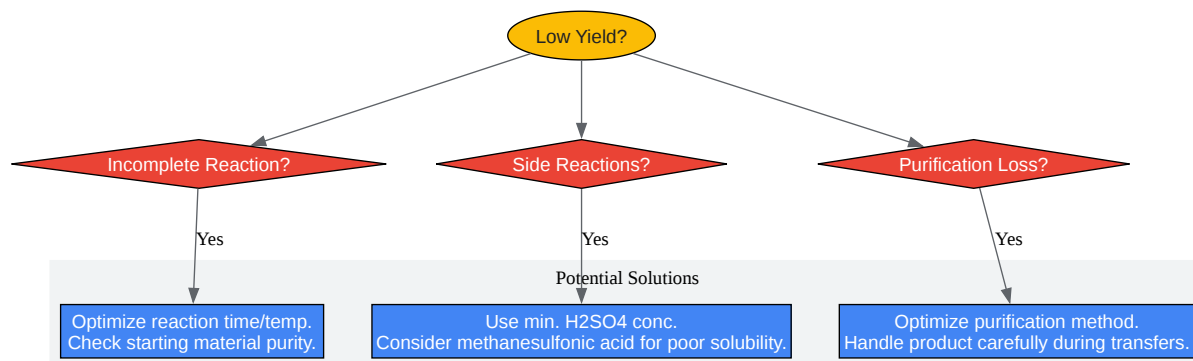 Low Yield?
Incomplete Reaction?
Side Reactions?
Purification Loss?
Yes
Yes
Yes
Potential Solutions
Optimize reaction time/temp.
Check starting material purity.
Use min. H2SO4 conc.
Consider methanesulfonic acid for poor solubility.
Optimize purification method.
Handle product carefully during transfers.